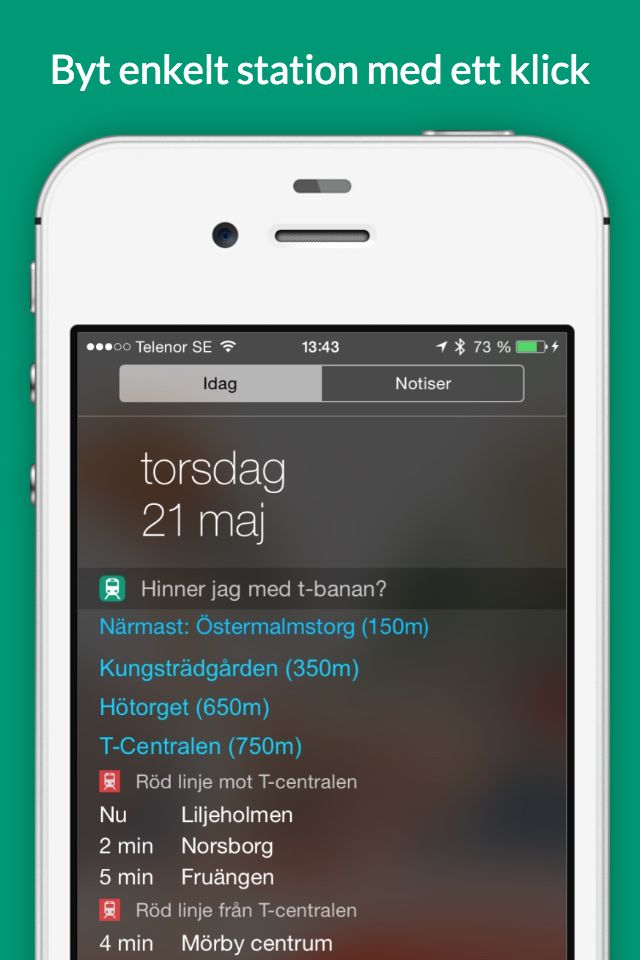 Byt enkelt station med ett klick
Telenor SE 13:43 73 %
Idag Notiser
torsdag
21 maj
Hinner jag med t-banan?
Närmast: Östermalmstorg (150m)
Kungsträdgården (350m)
Hötorget (650m)
T-Centralen (750m)
Röd linje mot T-centralen
Nu Liljeholmen
2 min Norsborg
5 min Fruängen
Röd linje från T-centralen
4 min Mörby centrum